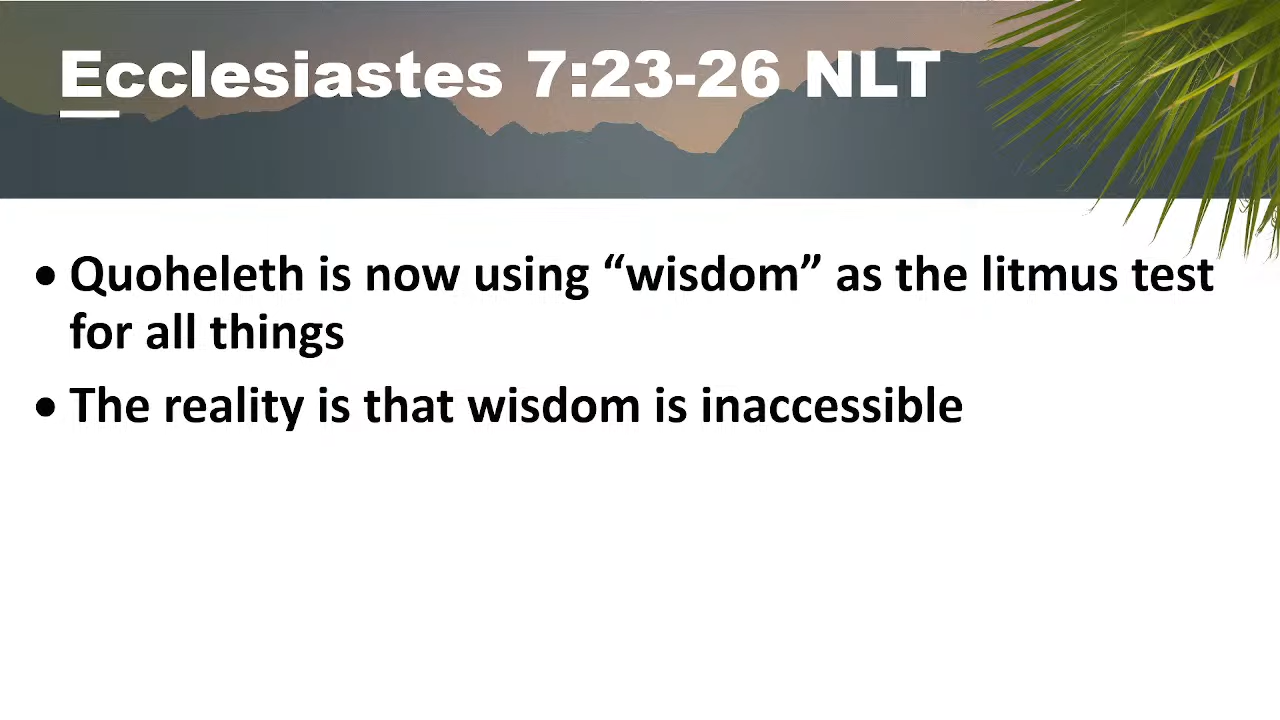 Ecclesiastes 7:23-26 NLT
• Quoheleth is now using “wisdom” as the litmus test
for all things
• The reality is that wisdom is inaccessible